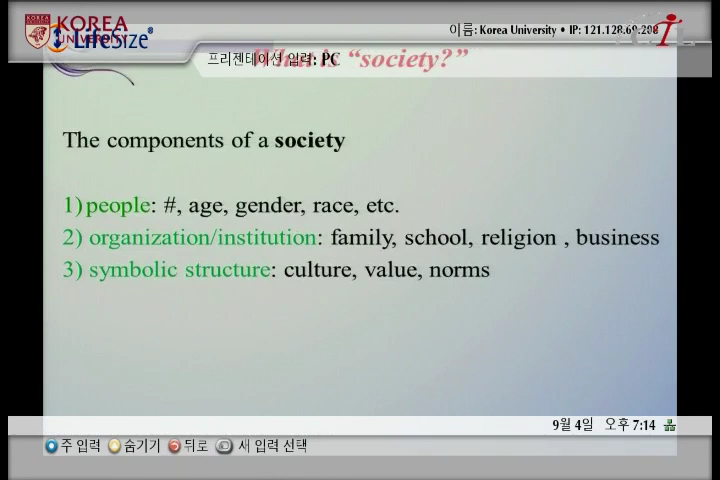 KOREA
UNIVERSITY
LifeSize®
이름: Korea University • IP: 121.128.69.208
프리젠테이션 입력: PC
What is “society?”
The components of a society
1) people: #, age, gender, race, etc.
2) organization/institution: family, school, religion , business
3) symbolic structure: culture, value, norms
9월 4일 오후 7:14
주 입력 숨기기 뒤로 새 입력 선택